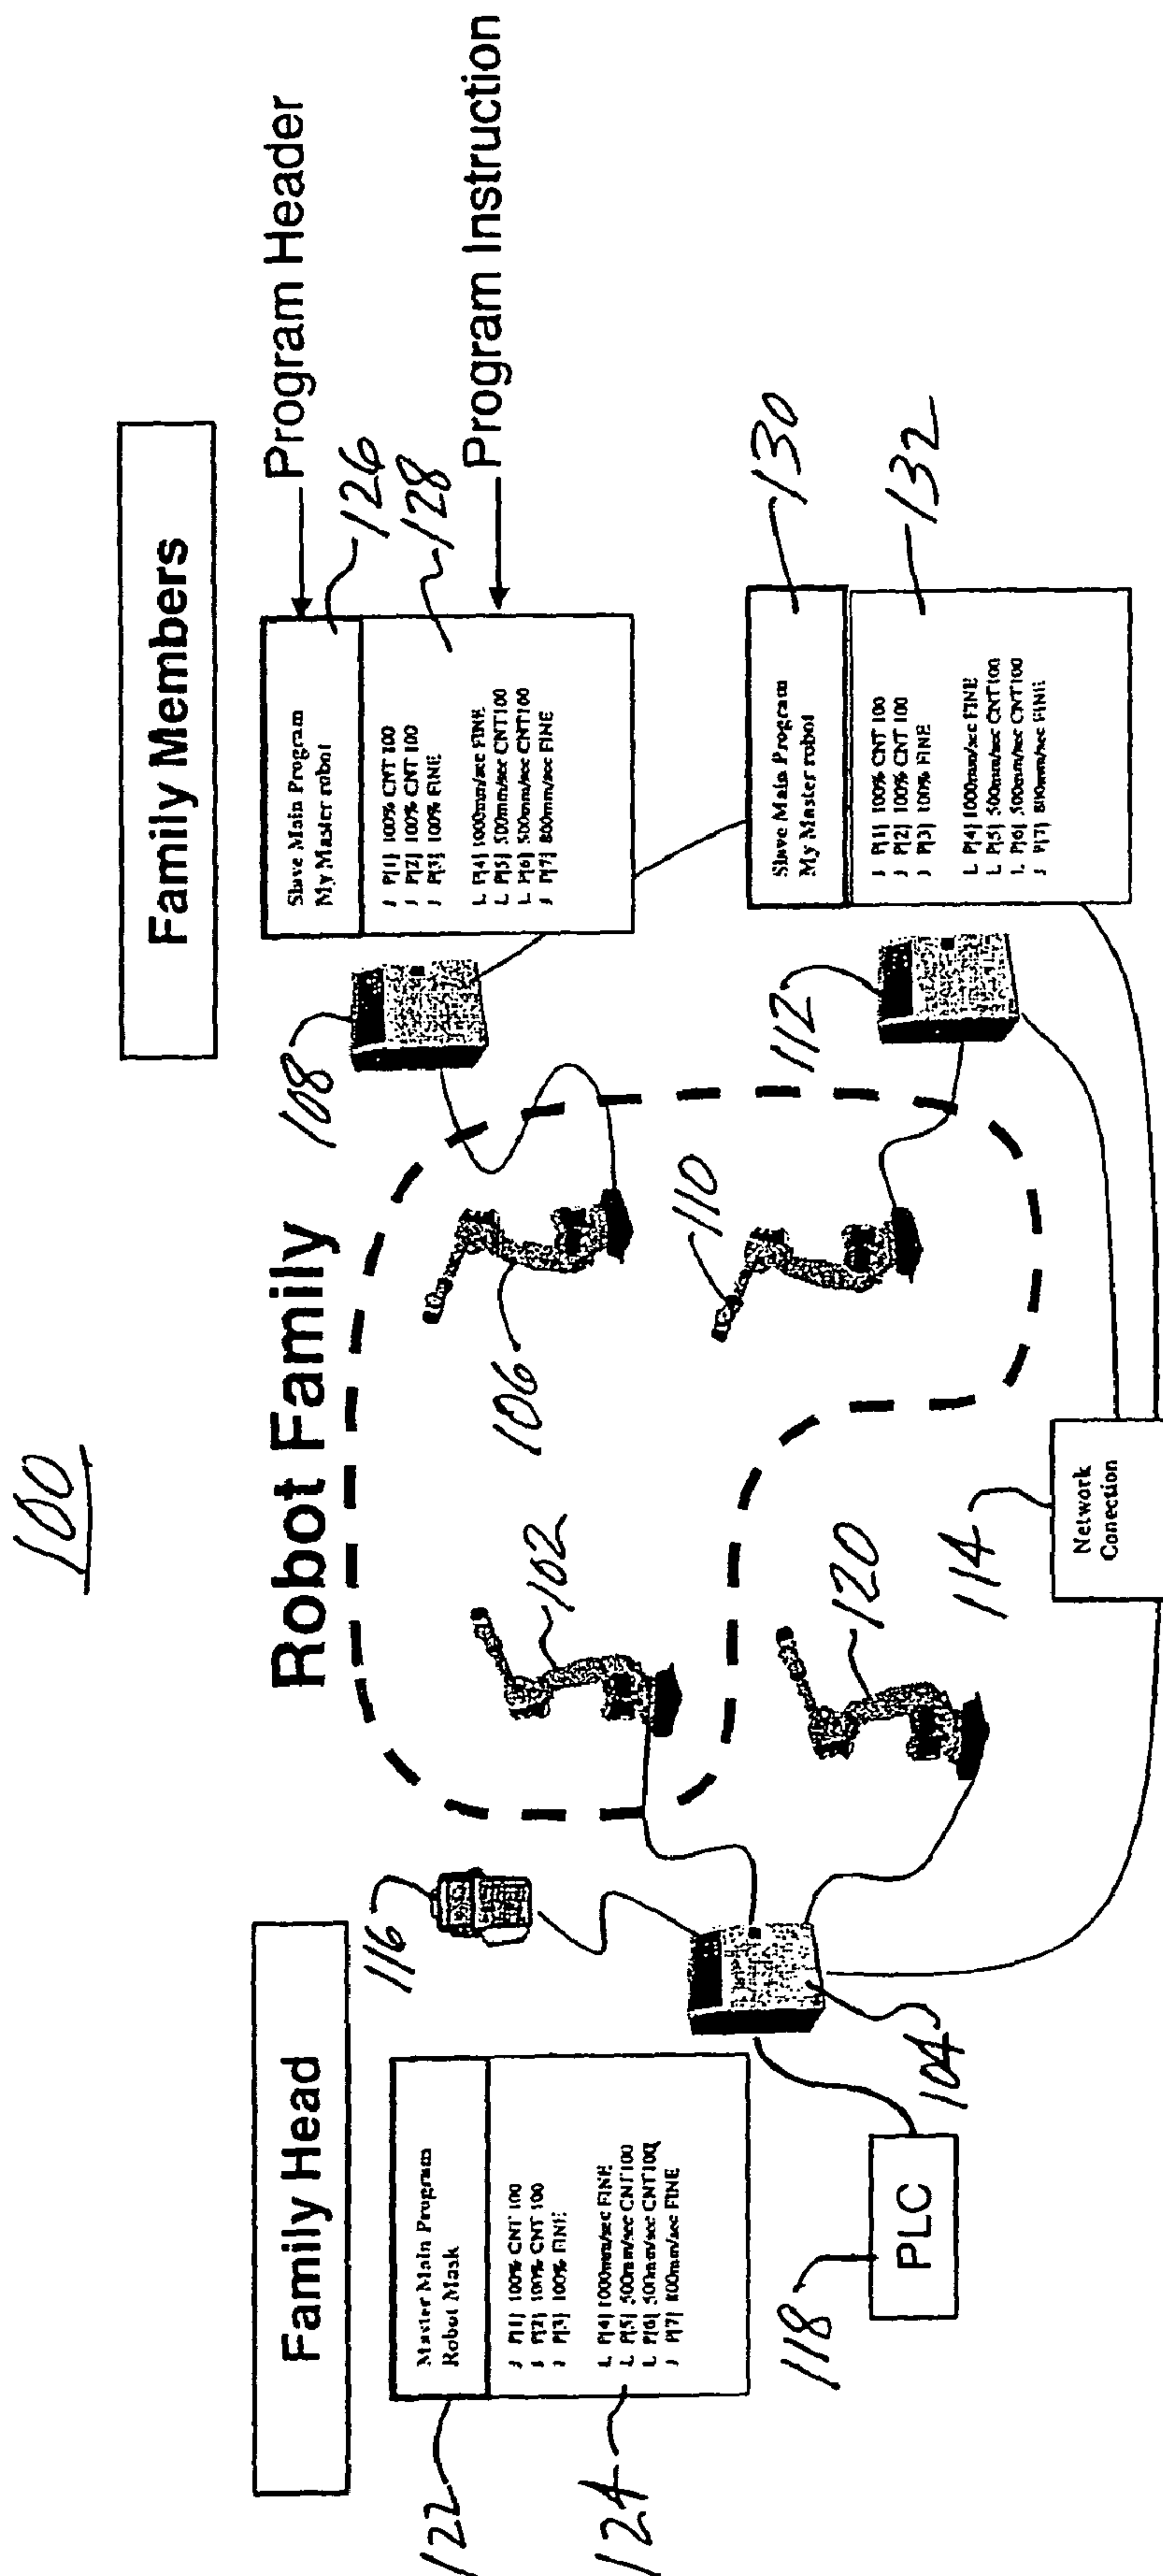 100
Robot Family
Family Head
Family Members
Master Main Program
Robot Mask
J P[1] 100% CNT 100
J P[2] 100% CNT 100
J P[3] 100% FINE
L P[4] 1000mm/sec FINE
L P[5] 500mm/sec CNT100
L P[6] 500mm/sec CNT100
J P[7] 800mm/sec FINE
122
124
116
102
106
108
Slave Main Program
My Master robot
J P[1] 100% CNT 100
J P[2] 100% CNT 100
J P[3] 100% FINE
L P[4] 1000mm/sec FINE
L P[5] 500mm/sec CNT100
L P[6] 500mm/sec CNT100
J P[7] 800mm/sec FINE
Program Header
126
128
Program Instruction
118
PLC
104
120
110
112
114
Network
Conection
Slave Main Program
My Master robot
J P[1] 100% CNT 100
J P[2] 100% CNT 100
J P[3] 100% FINE
L P[4] 1000mm/sec FINE
L P[5] 500mm/sec CNT100
L P[6] 500mm/sec CNT100
J P[7] 800mm/sec FINE
130
132